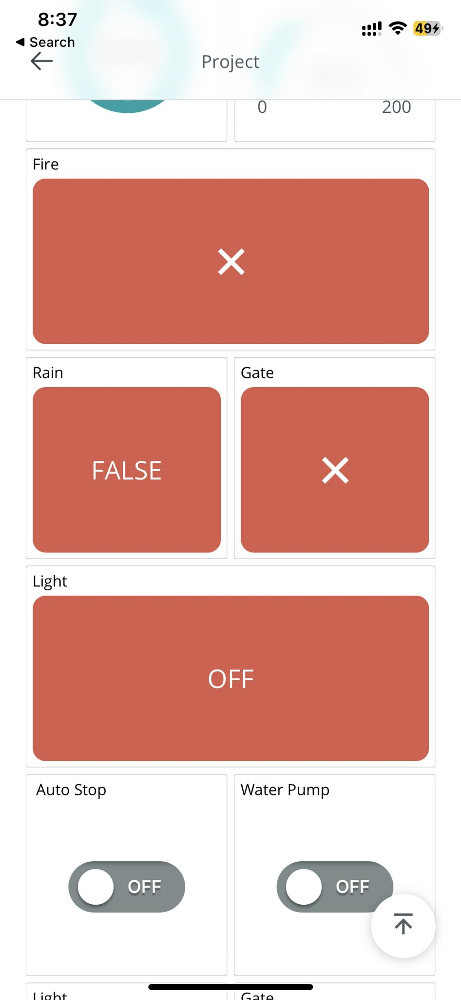 8:37
49
◀ Search
Project
0 200
Fire
Rain
Gate
FALSE
Light
OFF
Auto Stop
Water Pump
OFF
OFF
Light
Gate